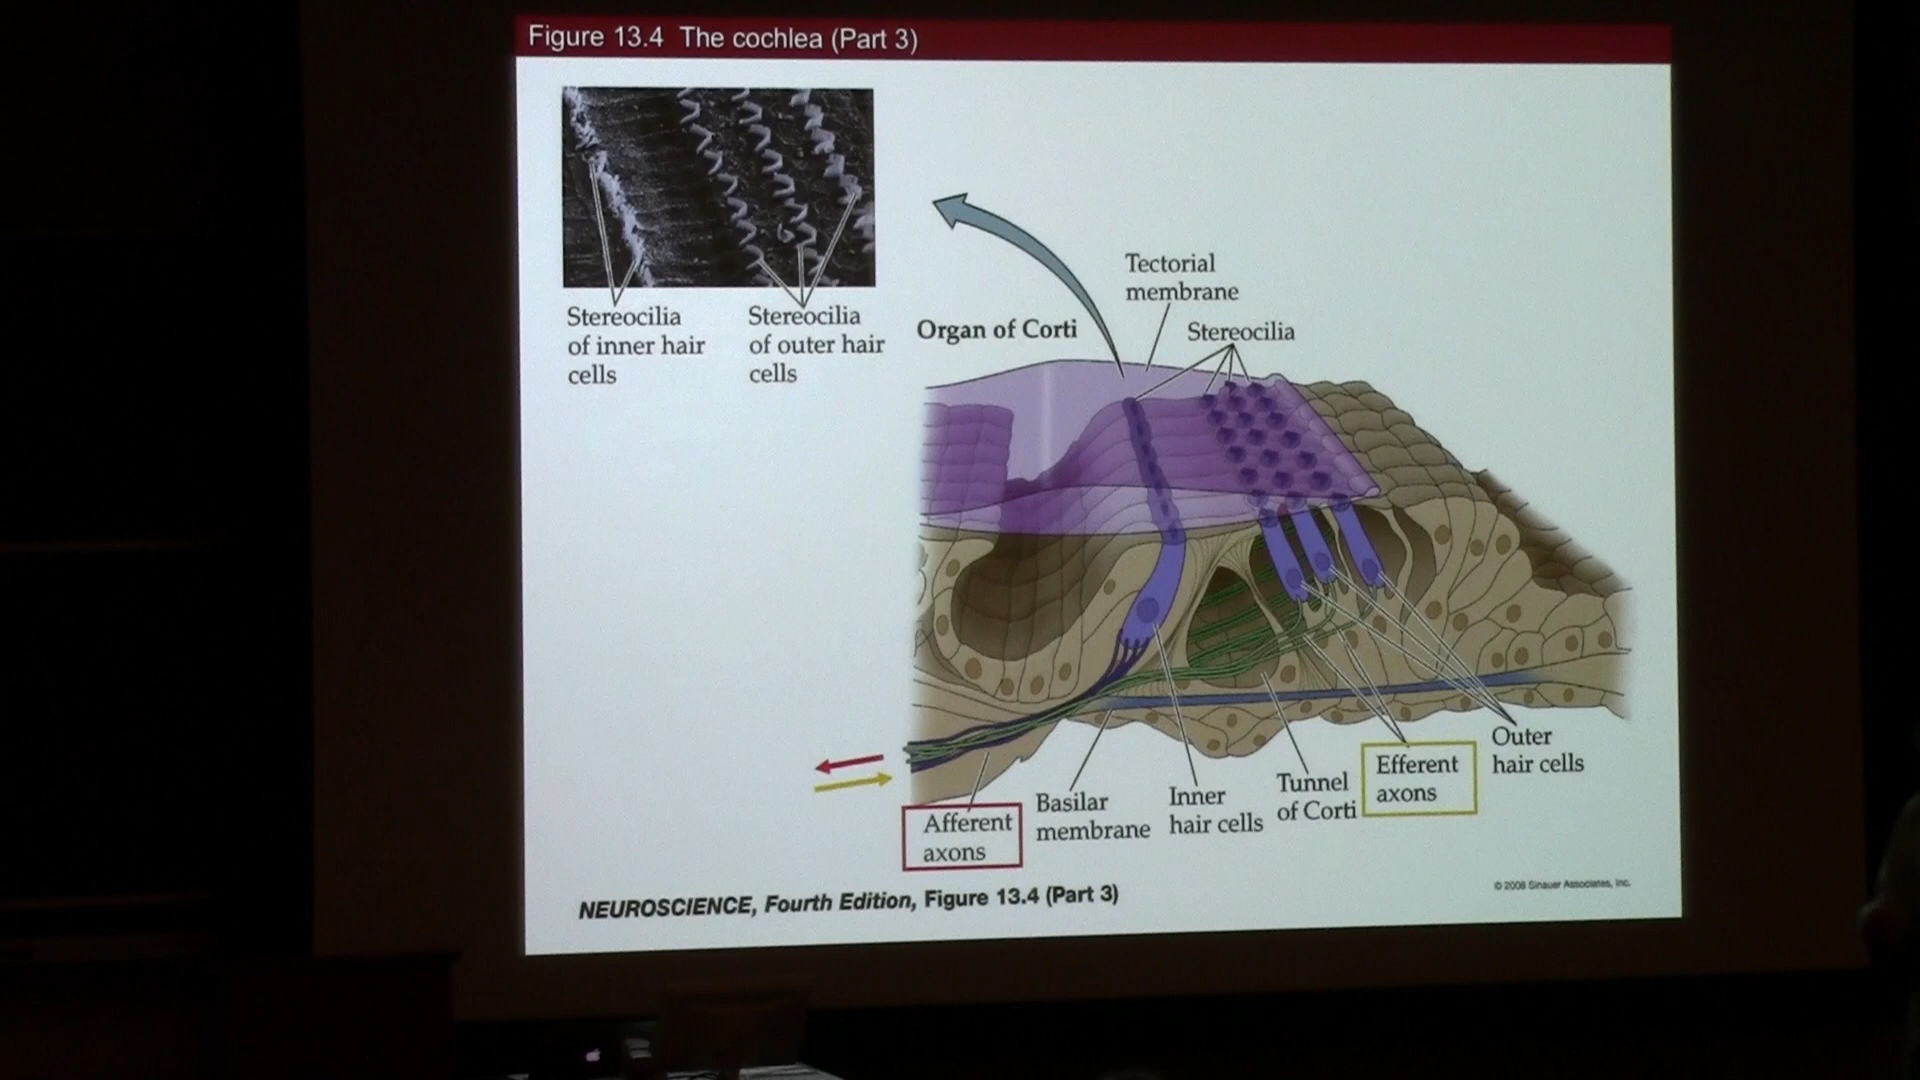 Figure 13.4 The cochlea (Part 3)
Stereocilia
of inner hair
cells
Stereocilia
of outer hair
cells
Organ of Corti
Tectorial
membrane
Stereocilia
Afferent
axons
Basilar
membrane
Inner
hair cells
Tunnel
of Corti
Efferent
axons
Outer
hair cells
NEUROSCIENCE, Fourth Edition, Figure 13.4 (Part 3)
© 2008 Sinauer Associates, Inc.